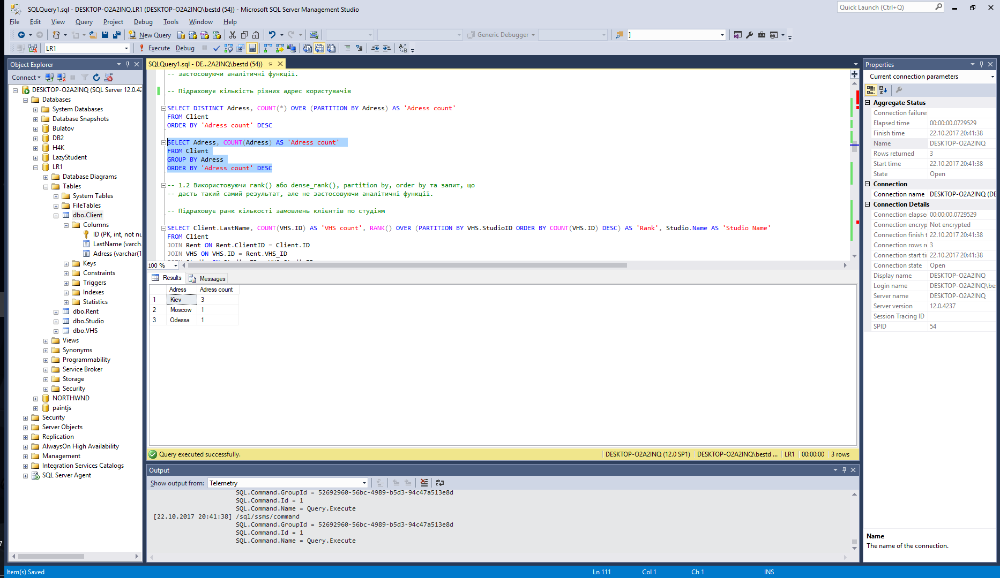 SQLQuery1.sql - DESKTOP-O2A2INQ.LR1 (DESKTOP-O2A2INQ\bestd (54)) - Microsoft SQL Server Management Studio
Quick Launch (Ctrl+Q)
File Edit View Query Project Debug Tools Window Help
New Query
Generic Debugger
]
LR1
Execute Debug
Object Explorer
Connect
DESKTOP-O2A2INQ (SQL Server 12.0.42
Databases
System Databases
Database Snapshots
Bulatov
DB2
H4K
LazyStudent
LR1
Database Diagrams
Tables
System Tables
FileTables
dbo.Client
Columns
ID (PK, int, not nu
LastName (varch
Adress (varchar(1
Keys
Constraints
Triggers
Indexes
Statistics
dbo.Rent
dbo.Studio
dbo.VHS
Views
Synonyms
Programmability
Service Broker
Storage
Security
NORTHWND
paintjs
Security
Server Objects
Replication
AlwaysOn High Availability
Management
Integration Services Catalogs
SQL Server Agent
SQLQuery1.sql - DE...2A2INQ\bestd (54))
-- застосовуючи аналітичні функції.
-- Підраховує кількість різних адрес користувачів
SELECT DISTINCT Adress, COUNT(*) OVER (PARTITION BY Adress) AS 'Adress count'
FROM Client
ORDER BY 'Adress count' DESC
SELECT Adress, COUNT(Adress) AS 'Adress count'
FROM Client
GROUP BY Adress
ORDER BY 'Adress count' DESC
-- 1.2 Використовуючи rank() або dense_rank(), partition by, order by та запит, що
-- дасть такий самий результат, але не застосовуючи аналітичні функції.
-- Підраховує ранк кількості замовлень клієнтів по студіям
SELECT Client.LastName, COUNT(VHS.ID) AS 'VHS count', RANK() OVER (PARTITION BY VHS.StudioID ORDER BY COUNT(VHS.ID) DESC) AS 'Rank', Studio.Name AS 'Studio Name'
FROM Client
JOIN Rent ON Rent.ClientID = Client.ID
JOIN VHS ON VHS.ID = Rent.VHS_ID
100 %
Results Messages
Adress Adress count
1 Kiev 3
2 Moscow 1
3 Odessa 1
Query executed successfully.
DESKTOP-O2A2INQ (12.0 SP1) DESKTOP-O2A2INQ\bestd ... LR1 00:00:00 3 rows
Output
Show output from: Telemetry
SQL.Command.GroupId = 52692960-56bc-4989-b5d3-94c47a513e8d
SQL.Command.Id = 1
SQL.Command.Name = Query.Execute
[22.10.2017 20:41:38] /sql/ssms/command
SQL.Command.GroupId = 52692960-56bc-4989-b5d3-94c47a513e8d
SQL.Command.Id = 1
SQL.Command.Name = Query.Execute
Properties
Current connection parameters
Aggregate Status
Connection failures
Elapsed time 00:00:00.0729529
Finish time 22.10.2017 20:41:38
Name DESKTOP-O2A2INQ
Rows returned 3
Start time 22.10.2017 20:41:38
State Open
Connection
Connection name DESKTOP-O2A2INQ (DE
Connection Details
Connection elapse 00:00:00.0729529
Connection encryp Not encrypted
Connection finish t 22.10.2017 20:41:38
Connection rows re 3
Connection start ti 22.10.2017 20:41:38
Connection state Open
Display name DESKTOP-O2A2INQ
Login name DESKTOP-O2A2INQ\be
Server name DESKTOP-O2A2INQ
Server version 12.0.4237
Session Tracing ID
SPID 54
Name
The name of the connection.
Item(s) Saved Ln 111 Col 1 Ch 1 INS